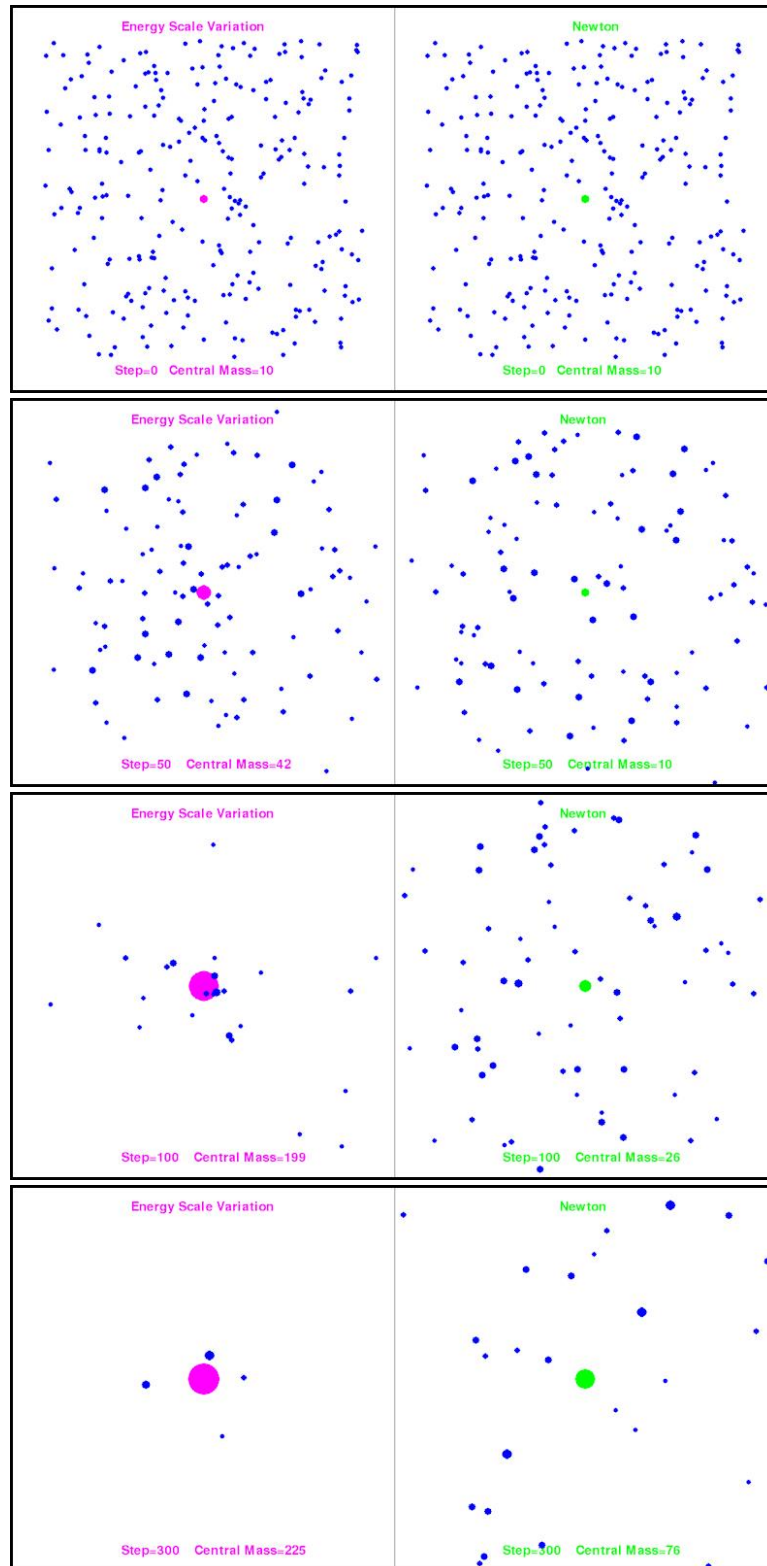 Energy Scale Variation Newton
Step=0 Central Mass=10 Step=0 Central Mass=10
Energy Scale Variation Newton
Step=50 Central Mass=42 Step=50 Central Mass=10
Energy Scale Variation Newton
Step=100 Central Mass=199 Step=100 Central Mass=26
Energy Scale Variation Newton
Step=300 Central Mass=225 Step=300 Central Mass=76